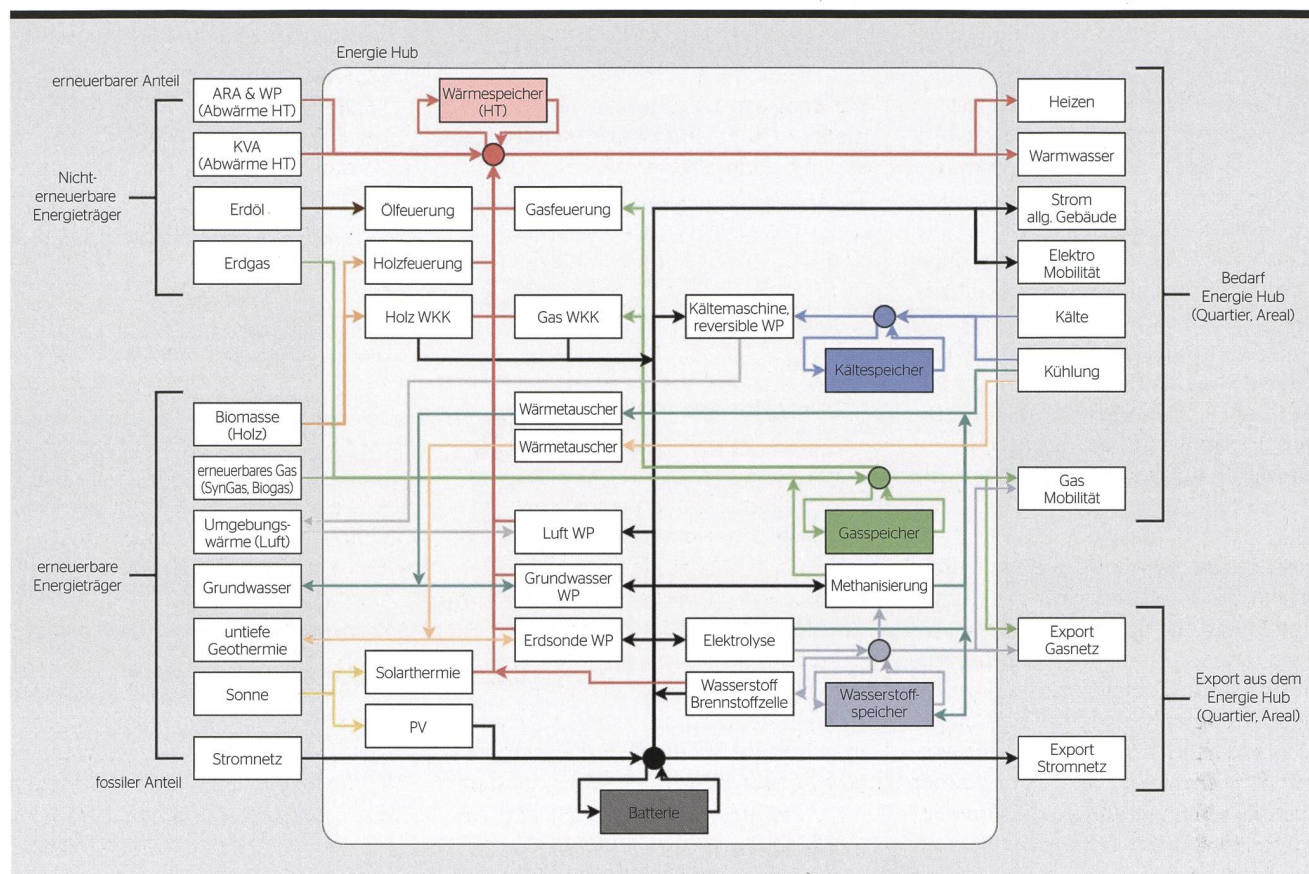 Energie Hub
erneuerbarer Anteil
ARA & WP
(Abwärme HT)
KVA
(Abwärme HT)
Nicht-
erneuerbare
Energieträger
Erdöl
Erdgas
Biomasse
(Holz)
erneuerbares Gas
(SynGas, Biogas)
Umgebungs-
wärme (Luft)
erneuerbare
Energieträger
Grundwasser
untiefe
Geothermie
Sonne
Stromnetz
fossiler Anteil
Wärmespeicher
(HT)
Ölfeuerung
Gasfeuerung
Holzfeuerung
Holz WKK
Gas WKK
Kältemaschine,
reversible WP
Kältespeicher
Wärmetauscher
Wärmetauscher
Gasspeicher
Luft WP
Grundwasser
WP
Methanisierung
Erdsonde WP
Elektrolyse
Solarthermie
Wasserstoff
Brennstoffzelle
Wasserstoff-
speicher
PV
Batterie
Heizen
Warmwasser
Strom
allg. Gebäude
Elektro
Mobilität
Kälte
Kühlung
Gas
Mobilität
Bedarf
Energie Hub
(Quartier, Areal)
Export
Gasnetz
Export
Stromnetz
Export aus dem
Energie Hub
(Quartier, Areal)